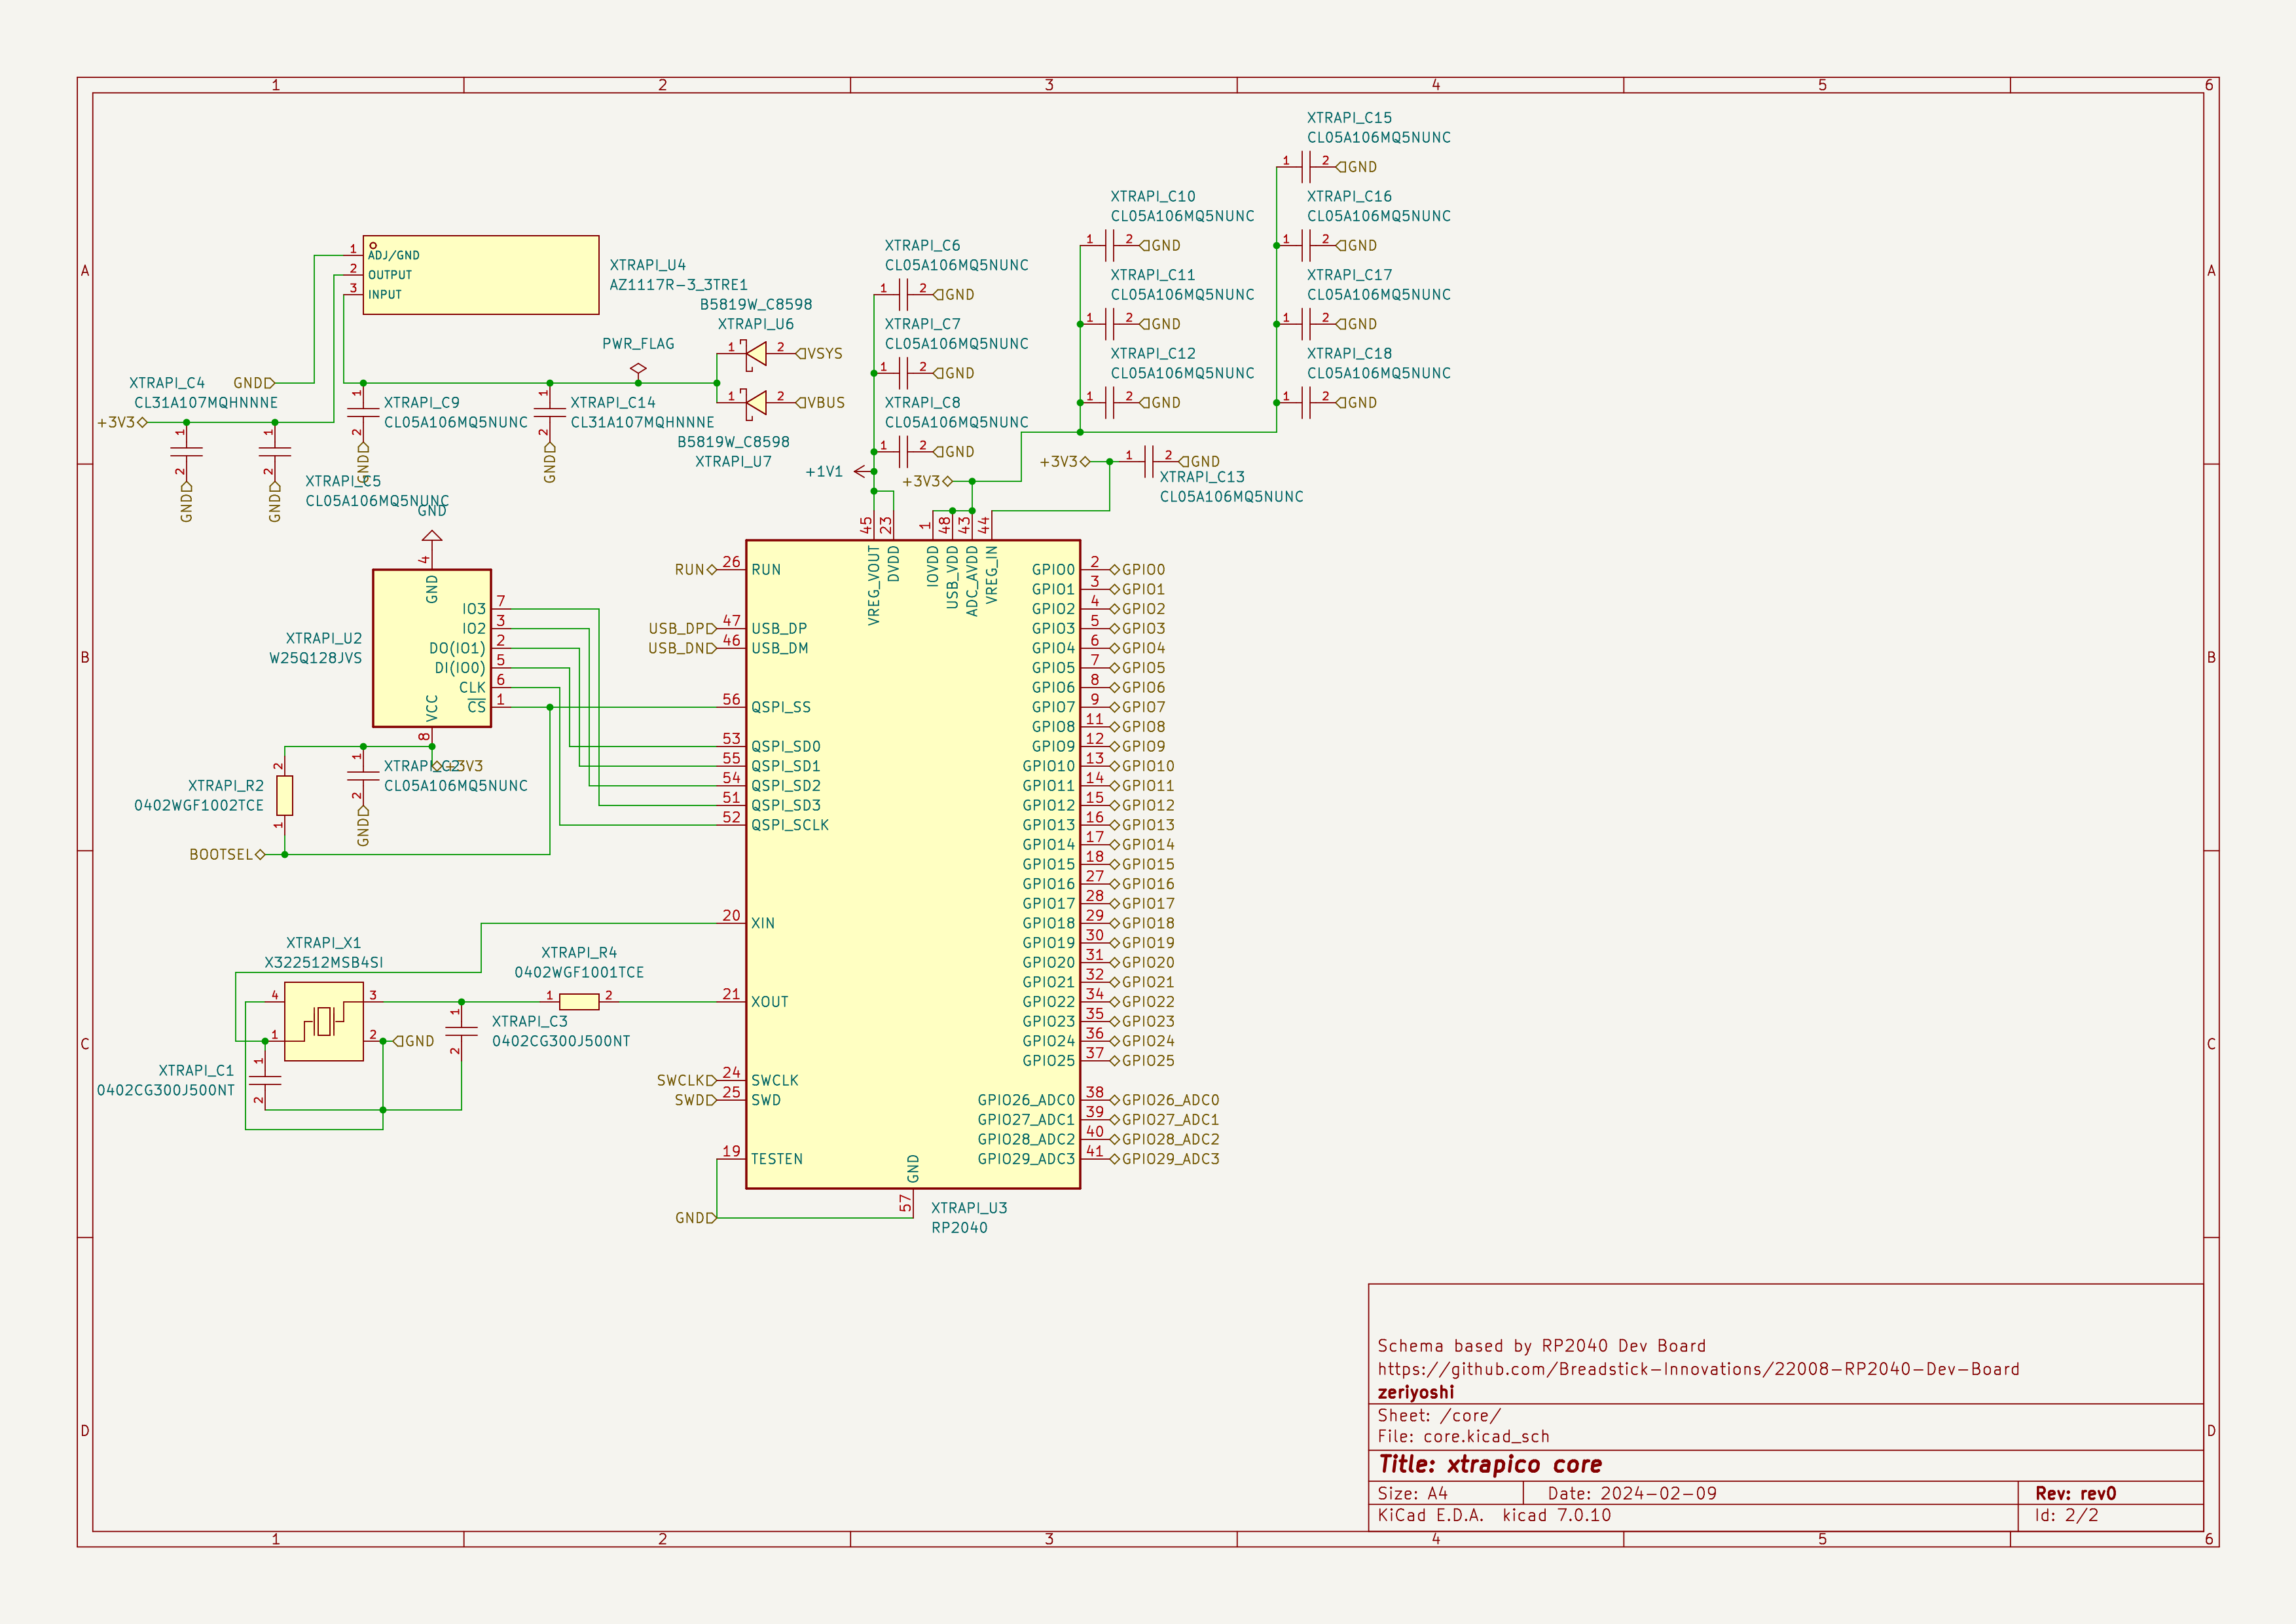 1 2 3 4 5 6
A
B
C
D
A
B
C
D
1 2 3 4 5 6
XTRAPI_C15
CL05A106MQ5NUNC
1 2 GND
XTRAPI_C16
CL05A106MQ5NUNC
1 2 GND
XTRAPI_C17
CL05A106MQ5NUNC
1 2 GND
XTRAPI_C18
CL05A106MQ5NUNC
1 2 GND
XTRAPI_C10
CL05A106MQ5NUNC
1 2 GND
XTRAPI_C11
CL05A106MQ5NUNC
1 2 GND
XTRAPI_C12
CL05A106MQ5NUNC
1 2 GND
+3V3 1 2 GND
XTRAPI_C13
CL05A106MQ5NUNC
XTRAPI_C6
CL05A106MQ5NUNC
1 2 GND
XTRAPI_C7
CL05A106MQ5NUNC
1 2 GND
XTRAPI_C8
CL05A106MQ5NUNC
1 2 GND
+1V1
+3V3
1 ADJ/GND
2 OUTPUT
3 INPUT
XTRAPI_U4
AZ1117R-3_3TRE1
B5819W_C8598
XTRAPI_U6
1 2 VSYS
PWR_FLAG
1 2 VBUS
B5819W_C8598
XTRAPI_U7
XTRAPI_C4
CL31A107MQHNNNE
GND
+3V3
1 2 GND
1 2 GND
XTRAPI_C5
CL05A106MQ5NUNC
XTRAPI_C9
CL05A106MQ5NUNC
1 2 GND
XTRAPI_C14
CL31A107MQHNNNE
1 2 GND
GND
4 GND
7 IO3
3 IO2
2 DO(IO1)
5 DI(IO0)
6 CLK
1 CS
8 VCC
XTRAPI_U2
W25Q128JVS
+3V3
XTRAPI_C2
CL05A106MQ5NUNC
1 2 GND
XTRAPI_R2
0402WGF1002TCE
2 1
BOOTSEL
XTRAPI_X1
X322512MSB4SI
4 3
1 2 GND
XTRAPI_R4
0402WGF1001TCE
1 2
XTRAPI_C3
0402CG300J500NT
1 2
XTRAPI_C1
0402CG300J500NT
1 2
45 VREG_VOUT
23 DVDD
1 IOVDD
48 USB_VDD
43 ADC_AVDD
44 VREG_IN
RUN 26 RUN
USB_DP 47 USB_DP
USB_DN 46 USB_DM
56 QSPI_SS
53 QSPI_SD0
55 QSPI_SD1
54 QSPI_SD2
51 QSPI_SD3
52 QSPI_SCLK
20 XIN
21 XOUT
SWCLK 24 SWCLK
SWD 25 SWD
19 TESTEN
GND
57 GND
XTRAPI_U3
RP2040
GPIO0 2 GPIO0
GPIO1 3 GPIO1
GPIO2 4 GPIO2
GPIO3 5 GPIO3
GPIO4 6 GPIO4
GPIO5 7 GPIO5
GPIO6 8 GPIO6
GPIO7 9 GPIO7
GPIO8 11 GPIO8
GPIO9 12 GPIO9
GPIO10 13 GPIO10
GPIO11 14 GPIO11
GPIO12 15 GPIO12
GPIO13 16 GPIO13
GPIO14 17 GPIO14
GPIO15 18 GPIO15
GPIO16 27 GPIO16
GPIO17 28 GPIO17
GPIO18 29 GPIO18
GPIO19 30 GPIO19
GPIO20 31 GPIO20
GPIO21 32 GPIO21
GPIO22 34 GPIO22
GPIO23 35 GPIO23
GPIO24 36 GPIO24
GPIO25 37 GPIO25
GPIO26_ADC0 38 GPIO26_ADC0
GPIO27_ADC1 39 GPIO27_ADC1
GPIO28_ADC2 40 GPIO28_ADC2
GPIO29_ADC3 41 GPIO29_ADC3
Schema based by RP2040 Dev Board
https://github.com/Breadstick-Innovations/22008-RP2040-Dev-Board
zeriyoshi
Sheet: /core/
File: core.kicad_sch
Title: xtrapico core
Size: A4 Date: 2024-02-09 Rev: rev0
KiCad E.D.A. kicad 7.0.10 Id: 2/2